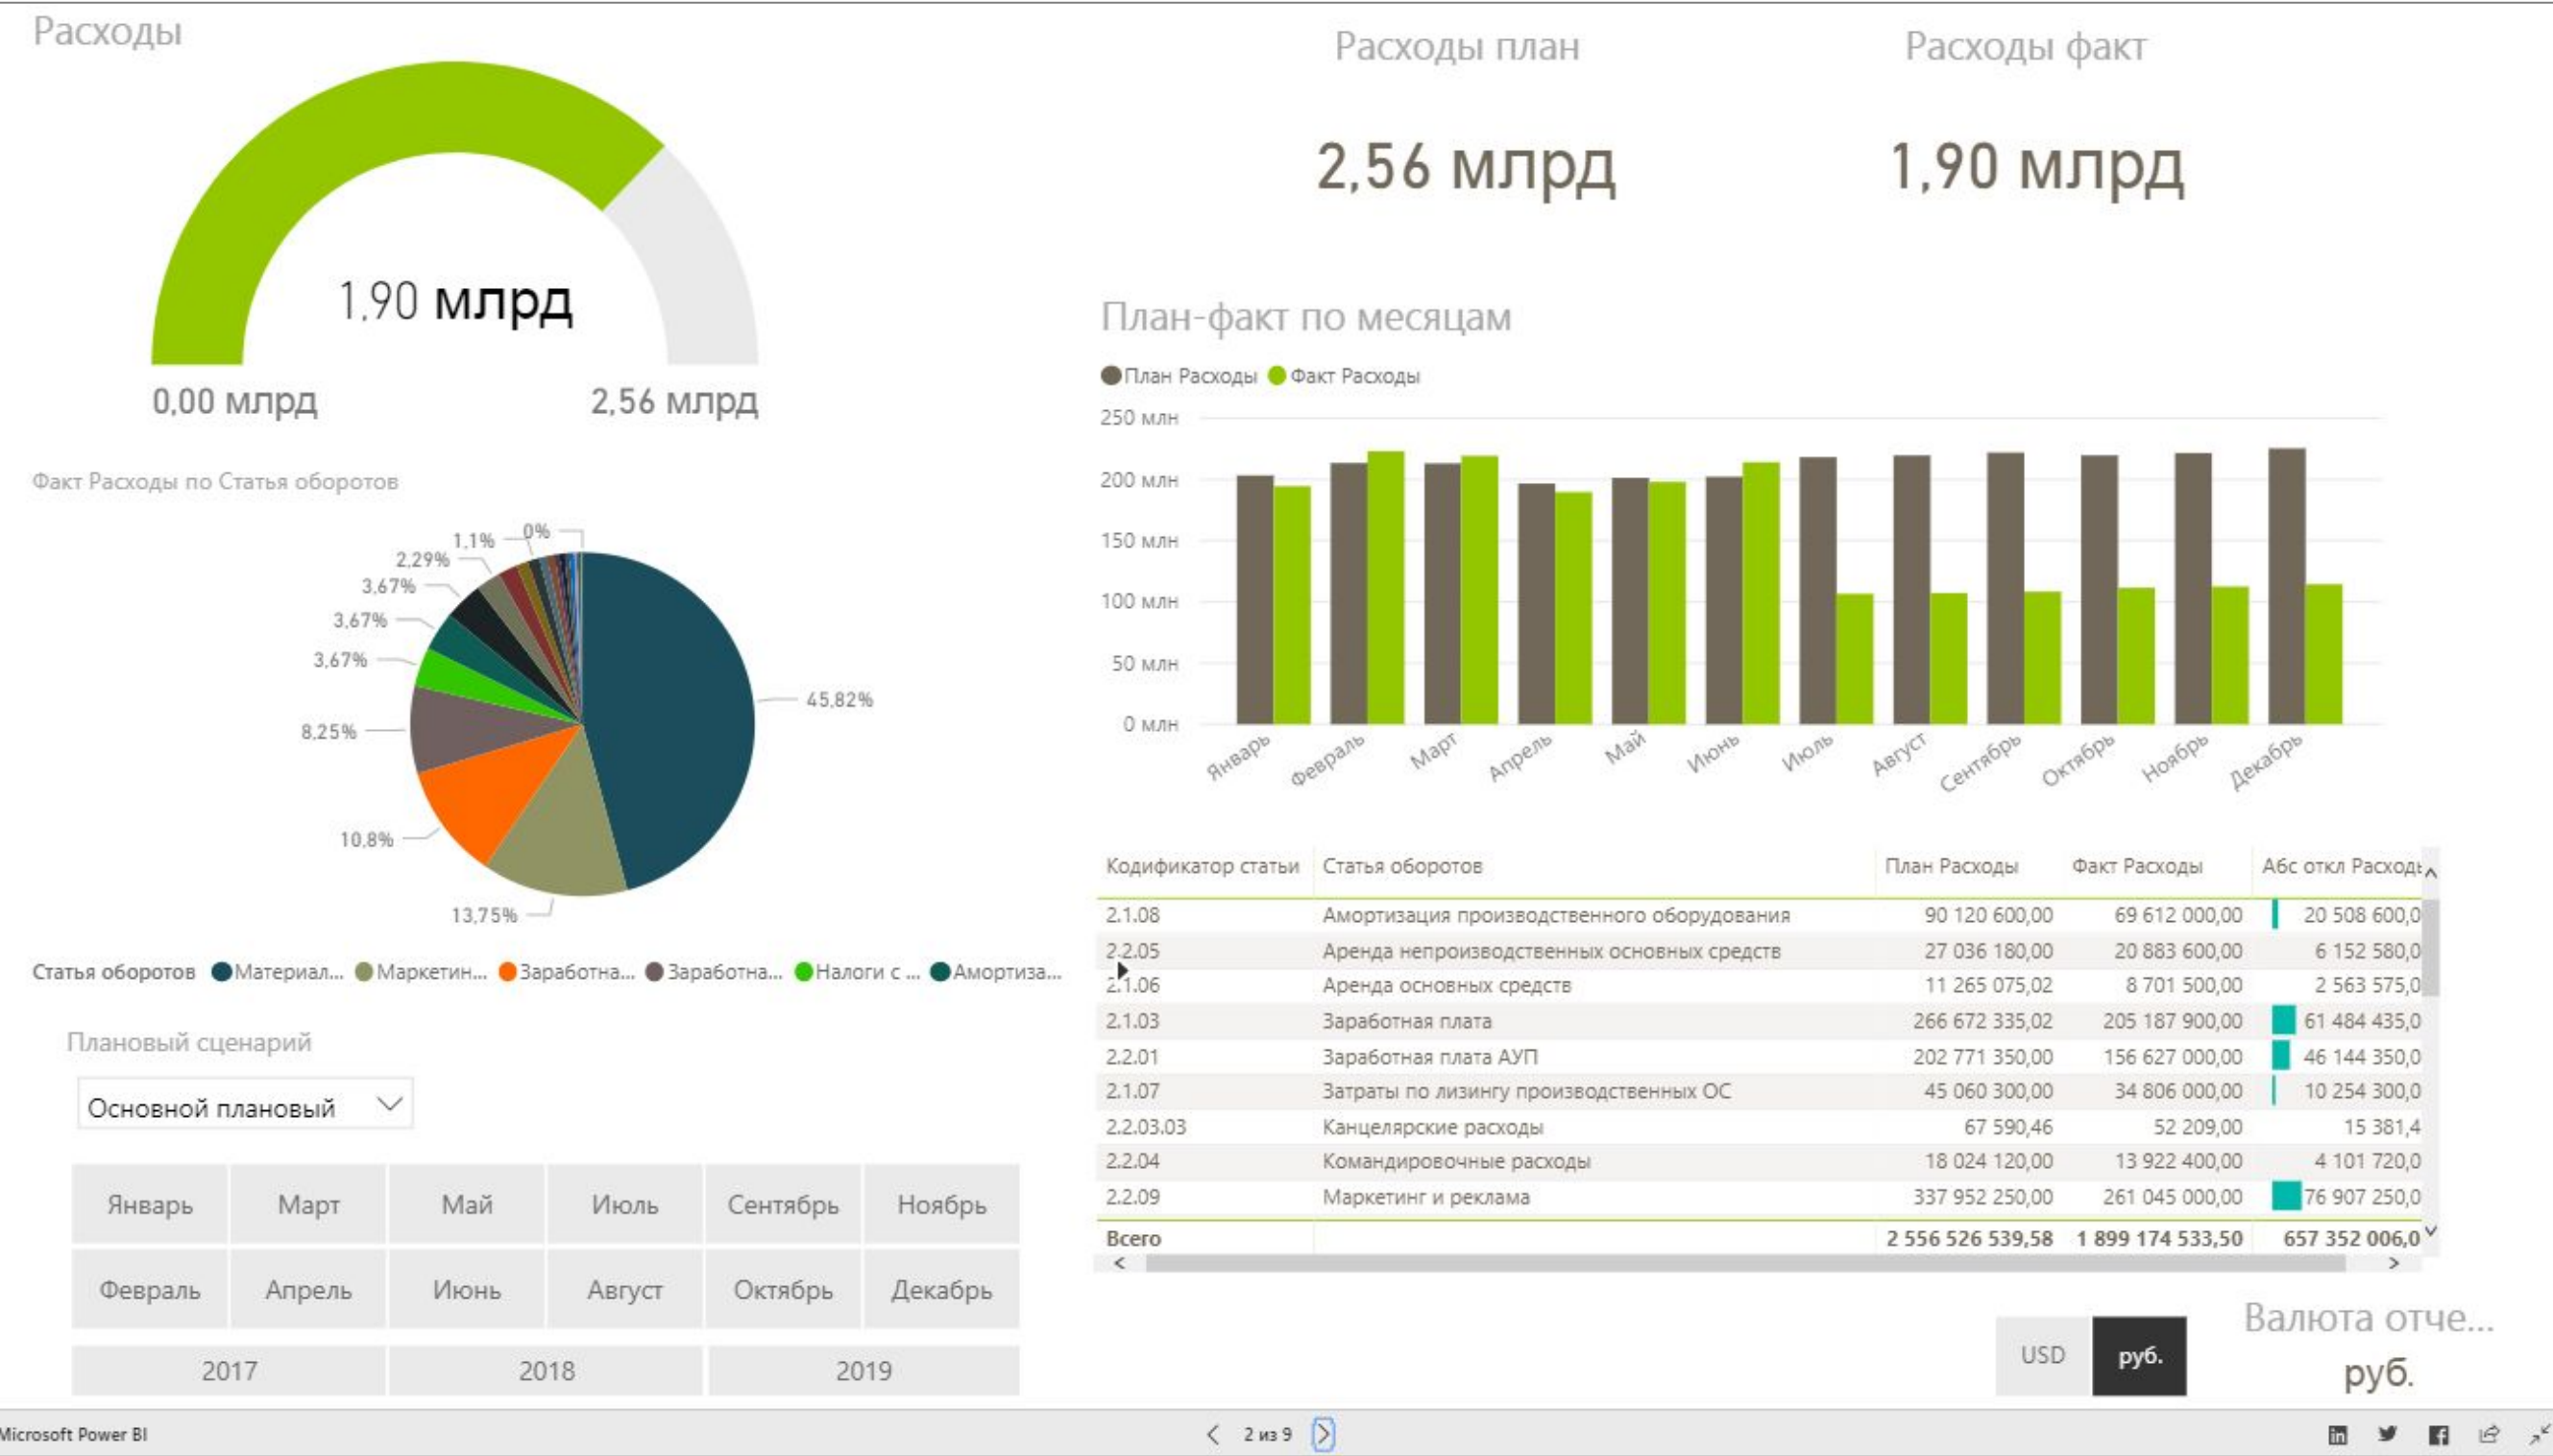 Расходы
1,90 млрд
0,00 млрд
2,56 млрд
Расходы план
2,56 млрд
Расходы факт
1,90 млрд
Факт Расходы по Статья оборотов
0%
1,1%
2,29%
3,67%
3,67%
3,67%
8,25%
10,8%
13,75%
45,82%
Статья оборотов Материал... Маркетин... Заработна... Заработна... Налоги с ... Амортиза...
План-факт по месяцам
План Расходы Факт Расходы
250 млн
200 млн
150 млн
100 млн
50 млн
0 млн
Январь Февраль Март Апрель Май Июнь Июль Август Сентябрь Октябрь Ноябрь Декабрь
Кодификатор статьи Статья оборотов План Расходы Факт Расходы Абс откл Расходы
2.1.08 Амортизация производственного оборудования 90 120 600,00 69 612 000,00 20 508 600,0
2.2.05 Аренда непроизводственных основных средств 27 036 180,00 20 883 600,00 6 152 580,0
2.1.06 Аренда основных средств 11 265 075,02 8 701 500,00 2 563 575,0
2.1.03 Заработная плата 266 672 335,02 205 187 900,00 61 484 435,0
2.2.01 Заработная плата АУП 202 771 350,00 156 627 000,00 46 144 350,0
2.1.07 Затраты по лизингу производственных ОС 45 060 300,00 34 806 000,00 10 254 300,0
2.2.03.03 Канцелярские расходы 67 590,46 52 209,00 15 381,4
2.2.04 Командировочные расходы 18 024 120,00 13 922 400,00 4 101 720,0
2.2.09 Маркетинг и реклама 337 952 250,00 261 045 000,00 76 907 250,0
Всего 2 556 526 539,58 1 899 174 533,50 657 352 006,0
Плановый сценарий
Основной плановый
Январь Март Май Июль Сентябрь Ноябрь
Февраль Апрель Июнь Август Октябрь Декабрь
2017 2018 2019
USD руб.
Валюта отче...
руб.
Microsoft Power BI
2 из 9